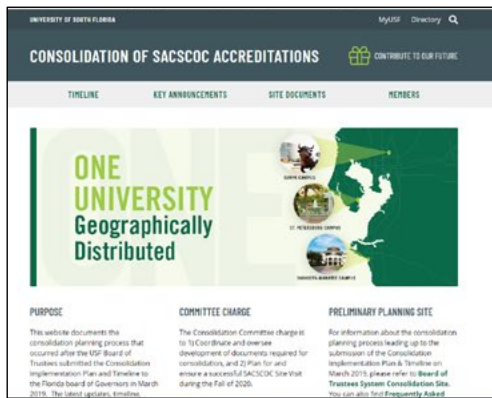 UNIVERSITY OF SOUTH FLORIDA
MyUSF Directory
CONSOLIDATION OF SACSCOC ACCREDITATIONS
CONTRIBUTE TO OUR FUTURE
TIMELINE KEY ANNOUNCEMENTS SITE DOCUMENTS MEMBERS
ONE
UNIVERSITY
Geographically
Distributed
TAMPA CAMPUS
ST. PETERSBURG CAMPUS
SARASOTA-MANATEE CAMPUS
PURPOSE
This website documents the
consolidation planning process that
occurred after the USF Board of
Trustees submitted the Consolidation
Implementation Plan and Timeline to
the Florida board of Governors in March
2019. The latest updates, timeline,
COMMITTEE CHARGE
The Consolidation Committee charge is
to 1) Coordinate and oversee
development of documents required for
consolidation, and 2) Plan for and
ensure a successful SACSCOC Site Visit
during the Fall of 2020.
PRELIMINARY PLANNING SITE
For information about the consolidation
planning process leading up to the
submission of the Consolidation
Implementation Plan & Timeline on
March 2019, please refer to Board of
Trustees System Consolidation Site.
You can also find Frequently Asked